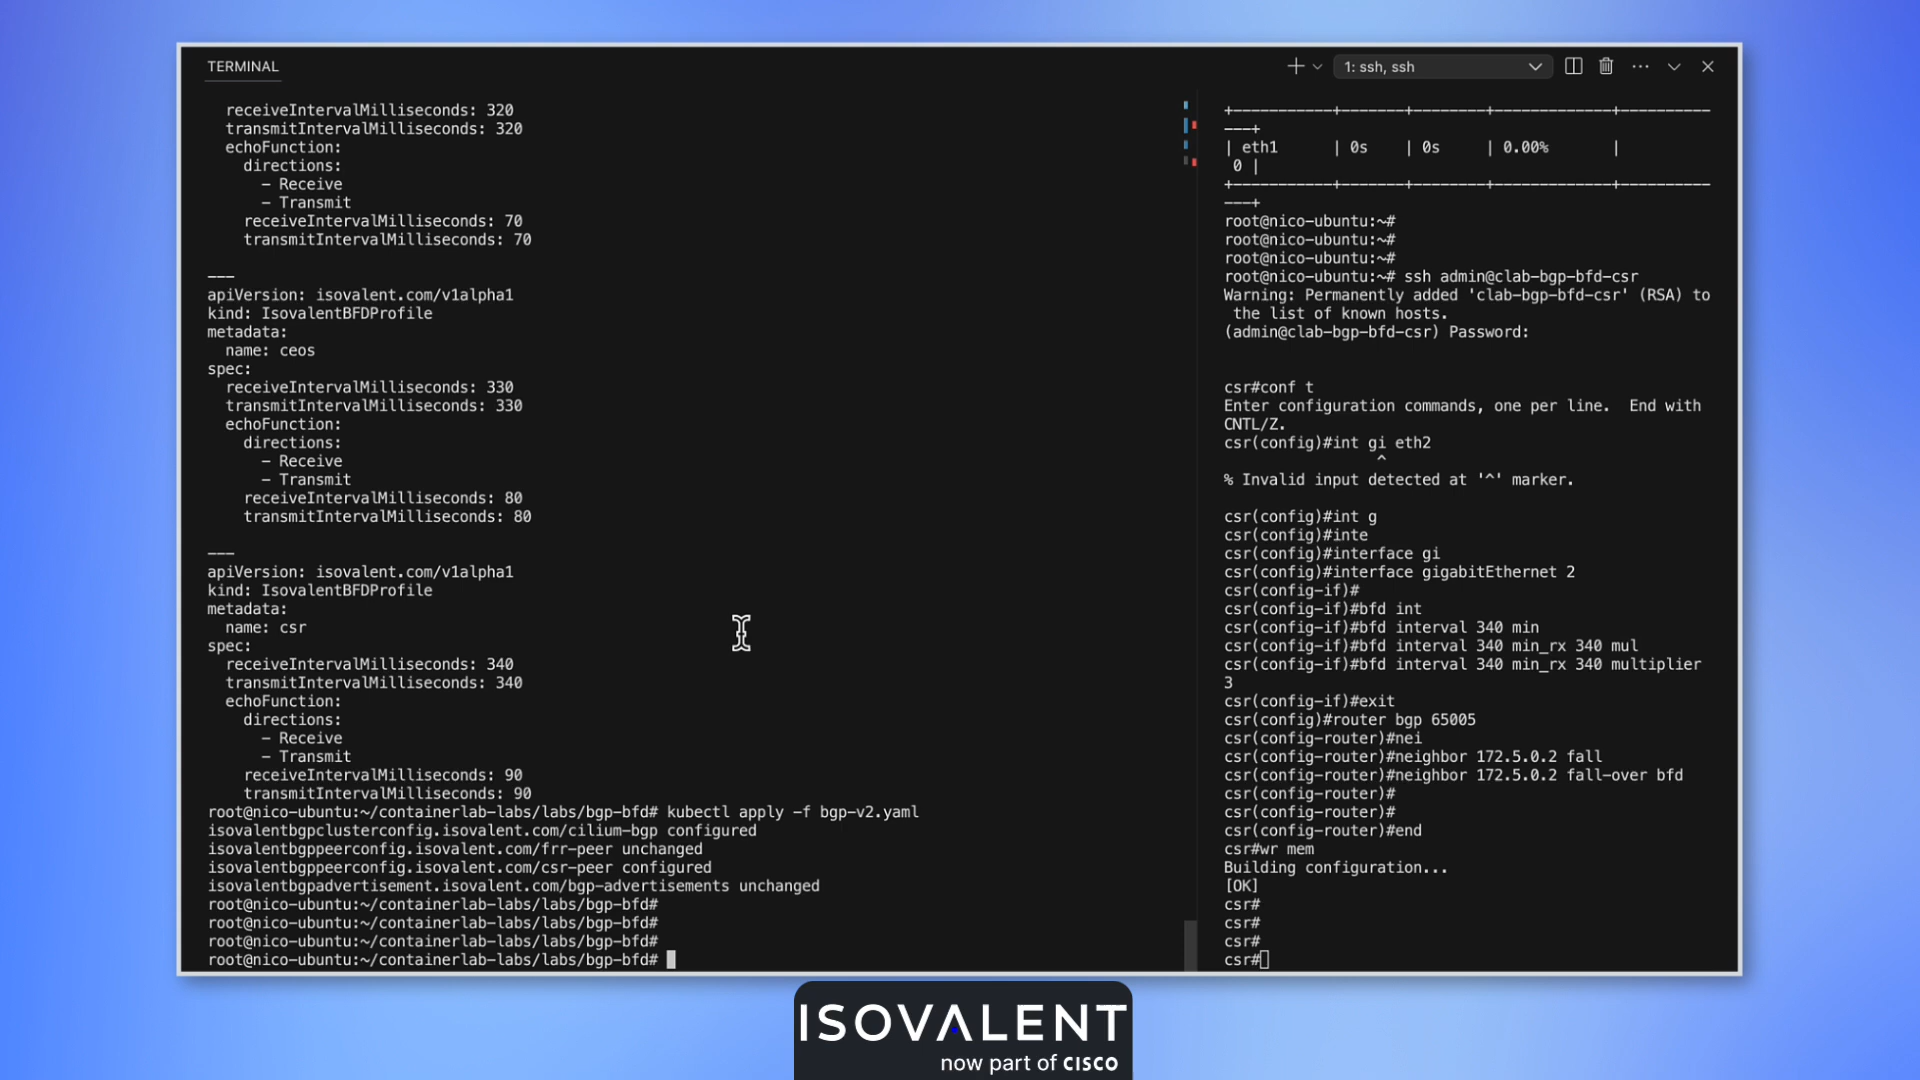 TERMINAL
1: ssh, ssh
receiveIntervalMilliseconds: 320
transmitIntervalMilliseconds: 320
echoFunction:
directions:
- Receive
- Transmit
receiveIntervalMilliseconds: 70
transmitIntervalMilliseconds: 70
---
apiVersion: isovalent.com/v1alpha1
kind: IsovalentBFDProfile
metadata:
name: ceos
spec:
receiveIntervalMilliseconds: 330
transmitIntervalMilliseconds: 330
echoFunction:
directions:
- Receive
- Transmit
receiveIntervalMilliseconds: 80
transmitIntervalMilliseconds: 80
---
apiVersion: isovalent.com/v1alpha1
kind: IsovalentBFDProfile
metadata:
name: csr
spec:
receiveIntervalMilliseconds: 340
transmitIntervalMilliseconds: 340
echoFunction:
directions:
- Receive
- Transmit
receiveIntervalMilliseconds: 90
transmitIntervalMilliseconds: 90
root@nico-ubuntu:~/containerlab-labs/labs/bgp-bfd# kubectl apply -f bgp-v2.yaml
isovalentbgpclusterconfig.isovalent.com/cilium-bgp configured
isovalentbgppeerconfig.isovalent.com/frr-peer unchanged
isovalentbgppeerconfig.isovalent.com/csr-peer configured
isovalentbgpadvertisement.isovalent.com/bgp-advertisements unchanged
root@nico-ubuntu:~/containerlab-labs/labs/bgp-bfd#
root@nico-ubuntu:~/containerlab-labs/labs/bgp-bfd#
root@nico-ubuntu:~/containerlab-labs/labs/bgp-bfd#
root@nico-ubuntu:~/containerlab-labs/labs/bgp-bfd#
+-----------+-------+--------+-------------+----------
---+
| eth1 | 0s | 0s | 0.00% |
0 |
+-----------+-------+--------+-------------+----------
---+
root@nico-ubuntu:~#
root@nico-ubuntu:~#
root@nico-ubuntu:~#
root@nico-ubuntu:~# ssh admin@clab-bgp-bfd-csr
Warning: Permanently added 'clab-bgp-bfd-csr' (RSA) to
the list of known hosts.
(admin@clab-bgp-bfd-csr) Password:
csr#conf t
Enter configuration commands, one per line. End with
CNTL/Z.
csr(config)#int gi eth2
^
% Invalid input detected at '^' marker.
csr(config)#int g
csr(config)#inte
csr(config)#interface gi
csr(config)#interface gigabitEthernet 2
csr(config-if)#
csr(config-if)#bfd int
csr(config-if)#bfd interval 340 min
csr(config-if)#bfd interval 340 min_rx 340 mul
csr(config-if)#bfd interval 340 min_rx 340 multiplier
3
csr(config-if)#exit
csr(config)#router bgp 65005
csr(config-router)#nei
csr(config-router)#neighbor 172.5.0.2 fall
csr(config-router)#neighbor 172.5.0.2 fall-over bfd
csr(config-router)#
csr(config-router)#
csr(config-router)#end
csr#wr mem
Building configuration...
[OK]
csr#
csr#
csr#
csr#
ISOVALENT
now part of CISCO